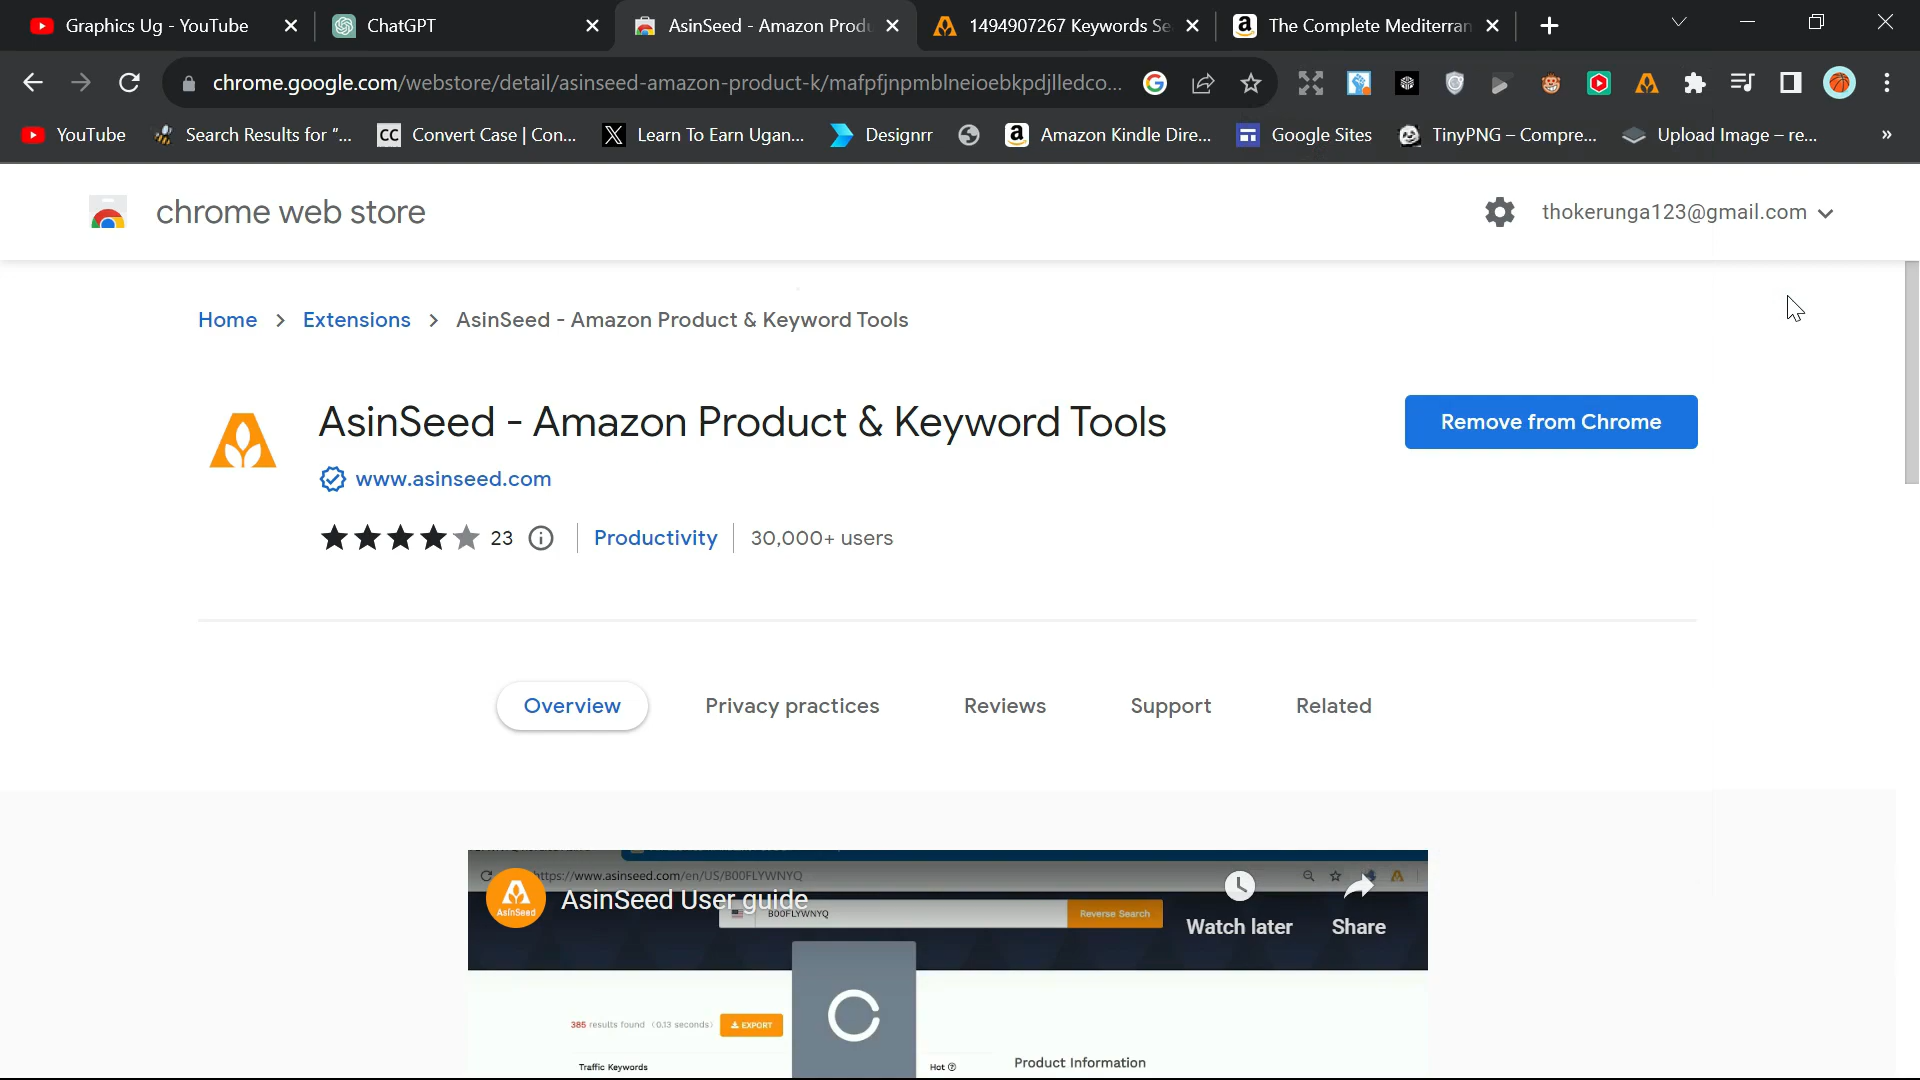 Graphics Ug - YouTube
ChatGPT
AsinSeed - Amazon Produ
1494907267 Keywords Se
The Complete Mediterran
chrome.google.com/webstore/detail/asinseed-amazon-product-k/mafpfjnpmblneioebkpdjlledco...
YouTube
Search Results for “...
CC
Convert Case | Con...
Learn To Earn Ugan...
Designrr
Amazon Kindle Dire...
Google Sites
TinyPNG – Compre...
Upload Image – re...
»
chrome web store
thokerunga123@gmail.com
Home > Extensions > AsinSeed - Amazon Product & Keyword Tools
AsinSeed - Amazon Product & Keyword Tools
Remove from Chrome
www.asinseed.com
23
Productivity
30,000+ users
Overview
Privacy practices
Reviews
Support
Related
https://www.asinseed.com/en/US/B00FLYWNYQ
AsinSeed
AsinSeed User guide
B00FLYWNYQ
Reverse Search
Watch later
Share
385 results found (0.13 seconds)
EXPORT
Product Information
Traffic Keywords
Hot